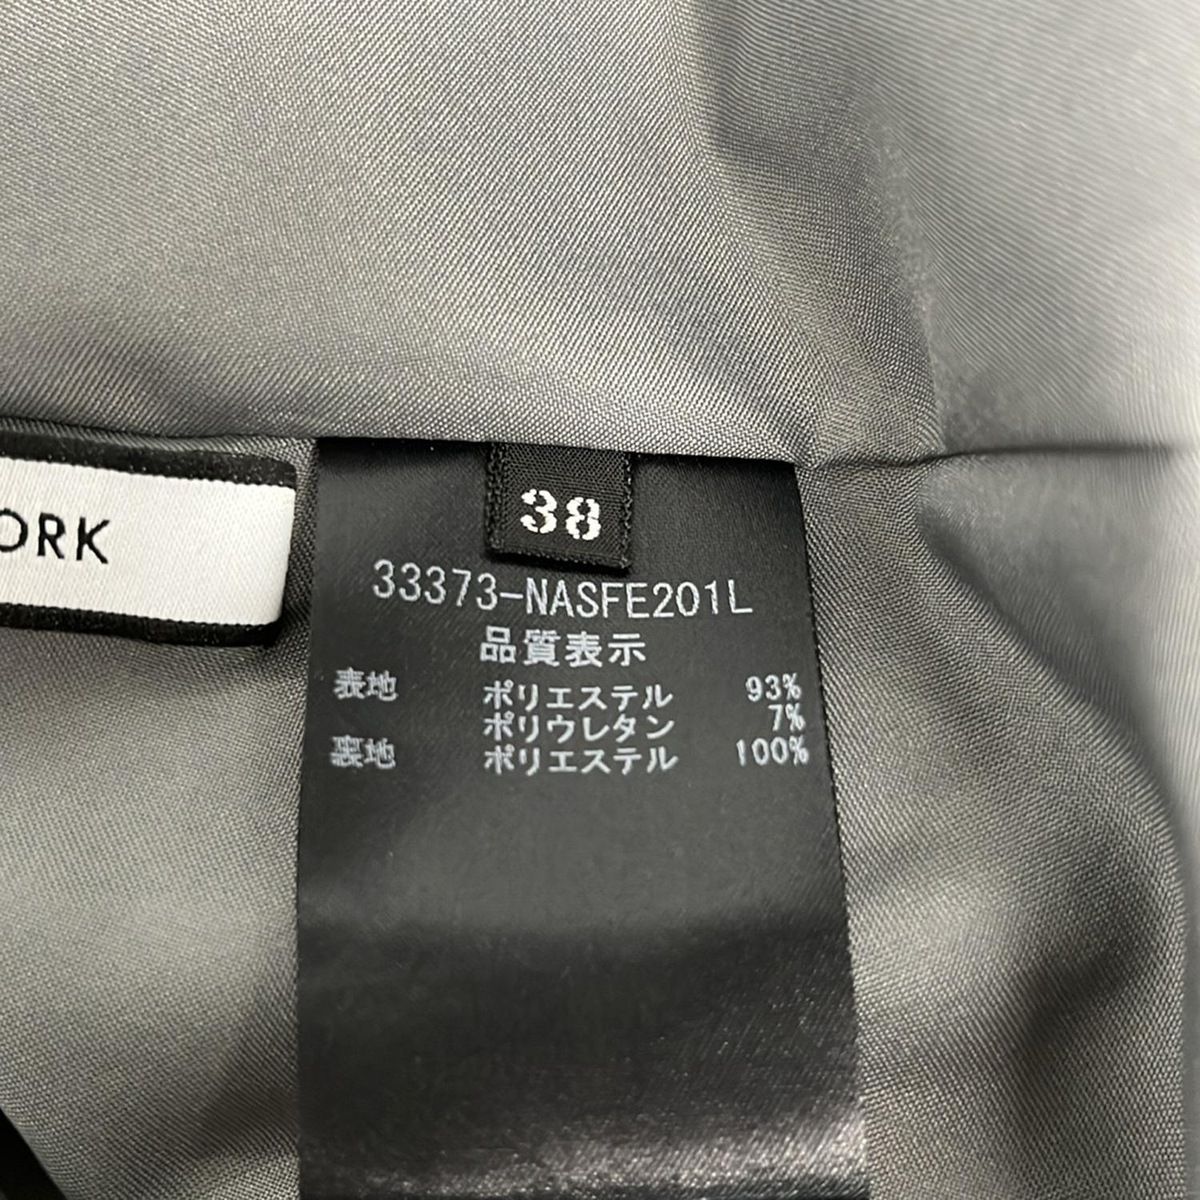 38
ORK
33373-NASFE201L
品質表示
表地 ポリエステル 93%
ポリウレタン 7%
裏地 ポリエステル 100%